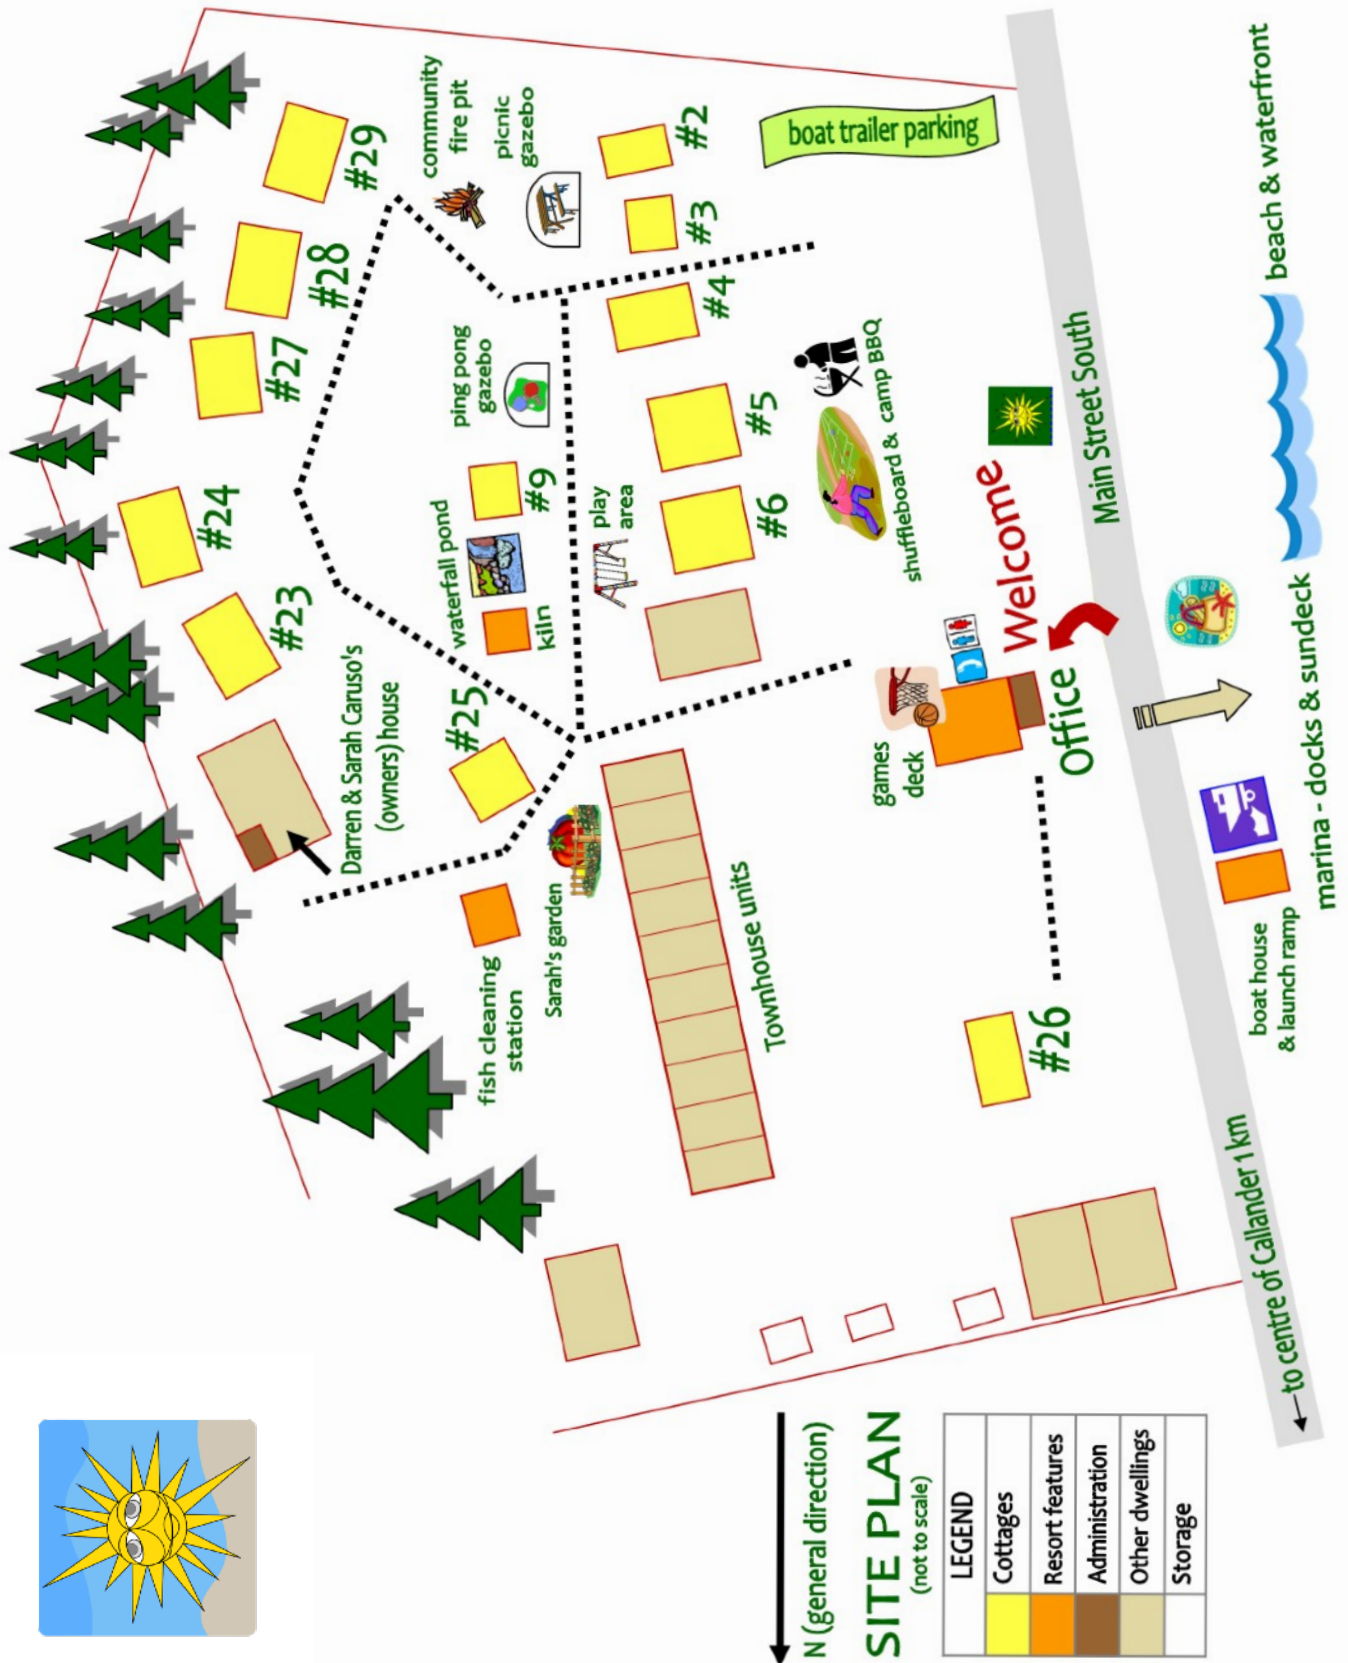 community
fire pit
picnic
gazebo
#29
#28
#27
#24
#23
#2
#3
#4
#5
#6
#9
#25
#26
boat trailer parking
ping pong
gazebo
waterfall pond
kiln
play
area
shuffleboard & camp BBQ
Welcome
Office
games
deck
Darren & Sarah Caruso's
(owners) house
Sarah's garden
fish cleaning
station
Townhouse units
Main Street South
beach & waterfront
marina - docks & sundeck
boat house
& launch ramp
to centre of Callander 1 km
N (general direction)
SITE PLAN
(not to scale)
LEGEND
Cottages
Resort features
Administration
Other dwellings
Storage